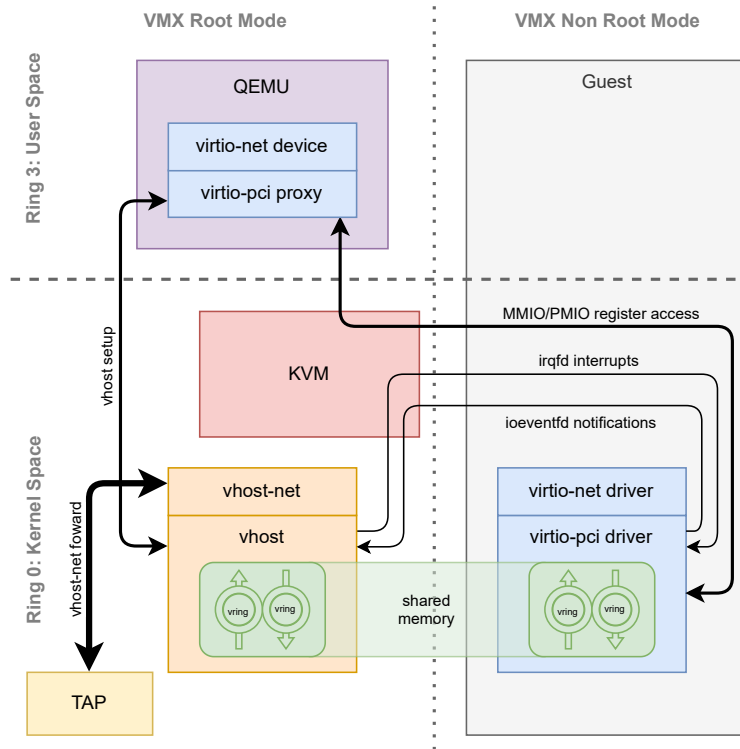 VMX Root Mode
VMX Non Root Mode
Ring 3: User Space
QEMU
Guest
virtio-net device
virtio-pci proxy
MMIO/PMIO register access
vhost setup
KVM
irqfd interrupts
ioeventfd notifications
Ring 0: Kernel Space
vhost-net foward
vhost-net
virtio-net driver
vhost
virtio-pci driver
vring
vring
shared
memory
vring
vring
TAP